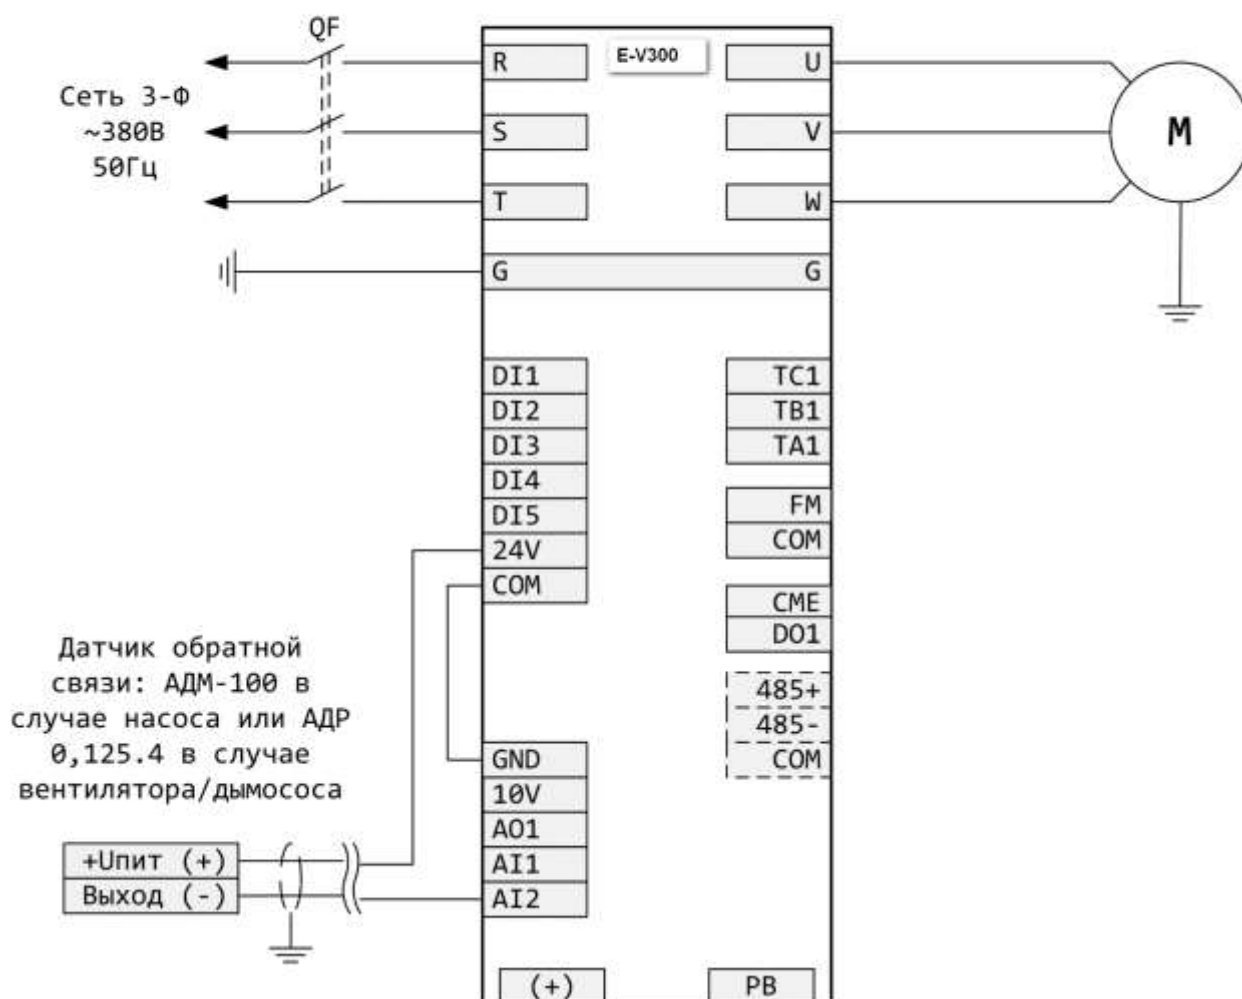 QF
E-V300
R
U
Сеть 3-Ф
~380В
50Гц
S
V
M
T
W
G
G
DI1
DI2
DI3
DI4
DI5
24V
COM
TC1
TB1
TA1
FM
COM
CME
DO1
485+
485-
COM
Датчик обратной
связи: АДМ-100 в
случае насоса или АДР
0,125.4 в случае
вентилятора/дымососа
GND
10V
AO1
AI1
AI2
+Uпит (+)
Выход (-)
(+)
PB